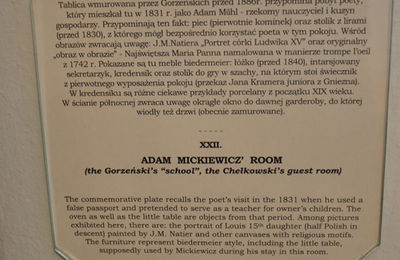 Tablica wmurowana przez Gorzeńskich przed 1886r. przypomina pobyt poety,
który mieszkał tu w 1831 r. jako Adam Mühl - rzekomy nauczyciel i kuzyn
gospodarzy. Przypominają ten fakt: piec (pierwotnie kominek) oraz stolik z lirami
(przed 1830), z którego mógł bezpośrednio korzystać poeta w tym pokoju. Wśród
obrazów zwracają uwagę: J.M.Natiera „Portret córki Ludwika XV" oraz oryginalny
„obraz w obrazie" - Najświętsza Maria Panna namalowana w manierze trompe l'oeil
z 1742 r. Pokazane są tu meble biedermeier: łóżko (przed 1840), intarsowany
sekretarzyk, kredensik oraz stolik do gry w szachy, na którym stoi świecznik
z pierwotnego wyposażenia pokoju (przekaz Jana Kramera juniora z Gniezna).
W kredensiku są różne ciekawe przykłady porcelany z początku XIX wieku.
W ścianie północnej zwraca uwagę okrągłe okno do dawnej garderoby, do której
wiodły też drzwi (obecnie zamurowane).
-----
XXII.
ADAM MICKIEWICZ' ROOM
(the Gorzeński's "school", the Chełkowski's guest room)
The commemorative plate recalls the poet's visit in the 1831 when he used a
false passport and pretended to serve as a teacher for owner's children. The
oven as well as the little table are objects from that period. Among pictures
exhibited here, there are: the portrait of Louis 15th daughter (half Polish in
descent) painted by J.M. Natier and other canvases with religious motifs.
The furniture represent biedermeier style, including the little table,
supposedly used by Mickiewicz during his stay in this room.